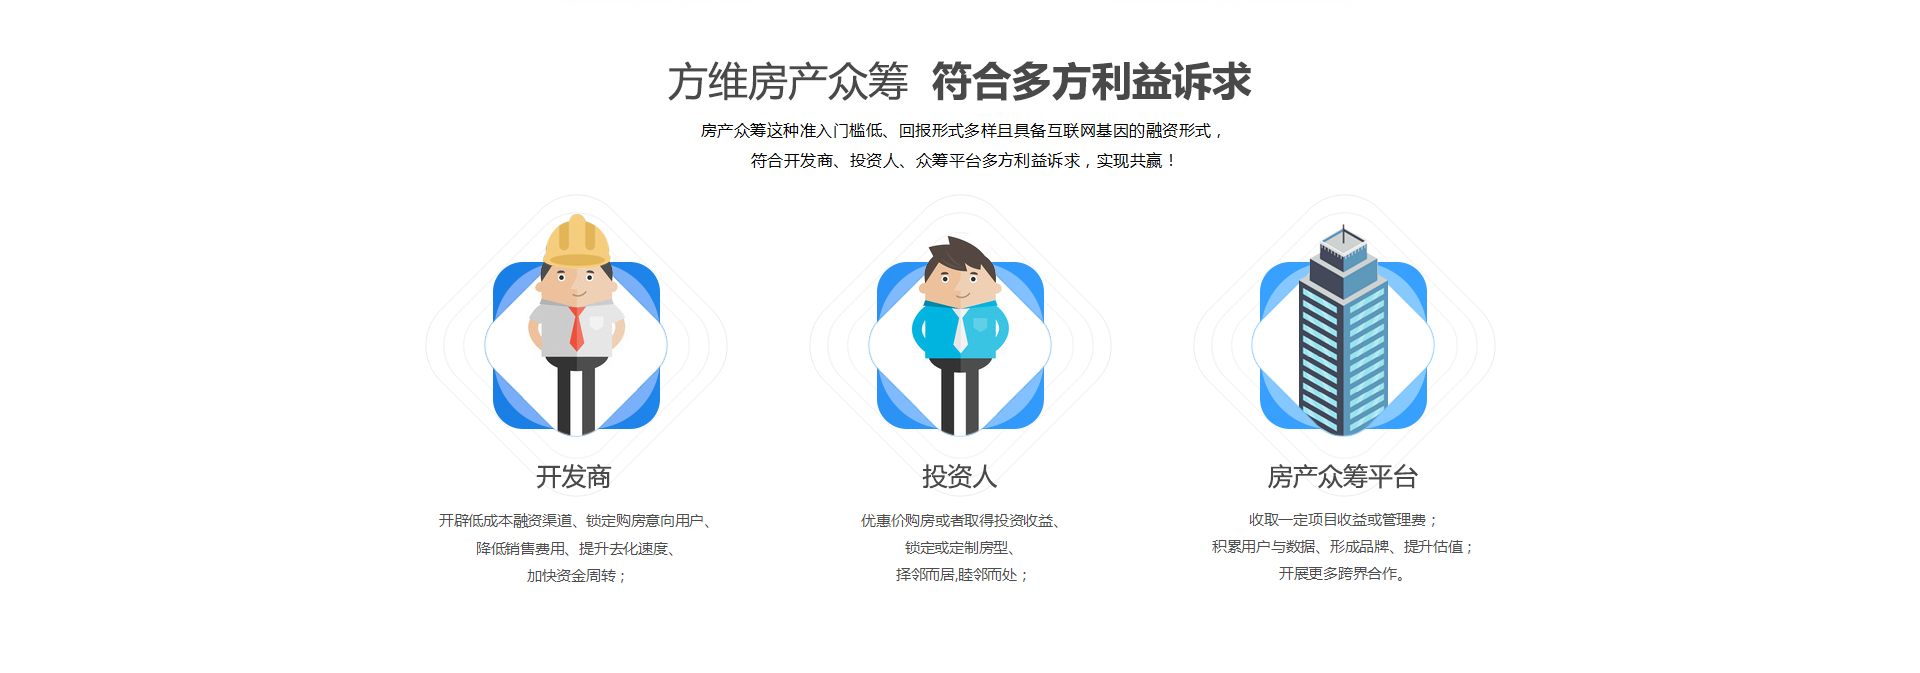 方维房产众筹 符合多方利益诉求
房产众筹这种准入门槛低、回报形式多样且具备互联网基因的融资形式，
符合开发商、投资人、众筹平台多方利益诉求，实现共赢！
开发商
开辟低成本融资渠道、锁定购房意向用户、
降低销售费用、提升去化速度、
加快资金周转；
投资人
优惠价购房或者取得投资收益、
锁定或定制房型、
择邻而居,睦邻而处；
房产众筹平台
收取一定项目收益或管理费；
积累用户与数据、形成品牌、提升估值；
开展更多跨界合作。